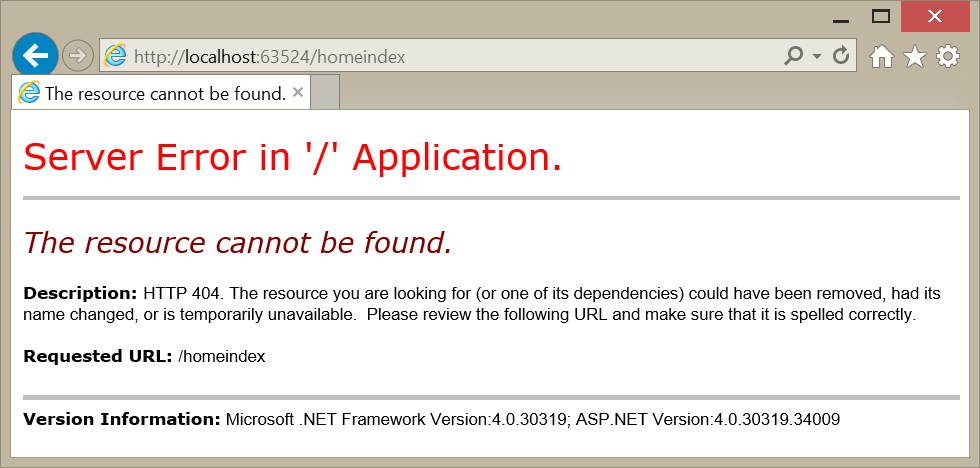 http://localhost:63524/homeindex
The resource cannot be found.
Server Error in '/' Application.
The resource cannot be found.
Description: HTTP 404. The resource you are looking for (or one of its dependencies) could have been removed, had its
name changed, or is temporarily unavailable.  Please review the following URL and make sure that it is spelled correctly.
Requested URL: /homeindex
Version Information: Microsoft .NET Framework Version:4.0.30319; ASP.NET Version:4.0.30319.34009